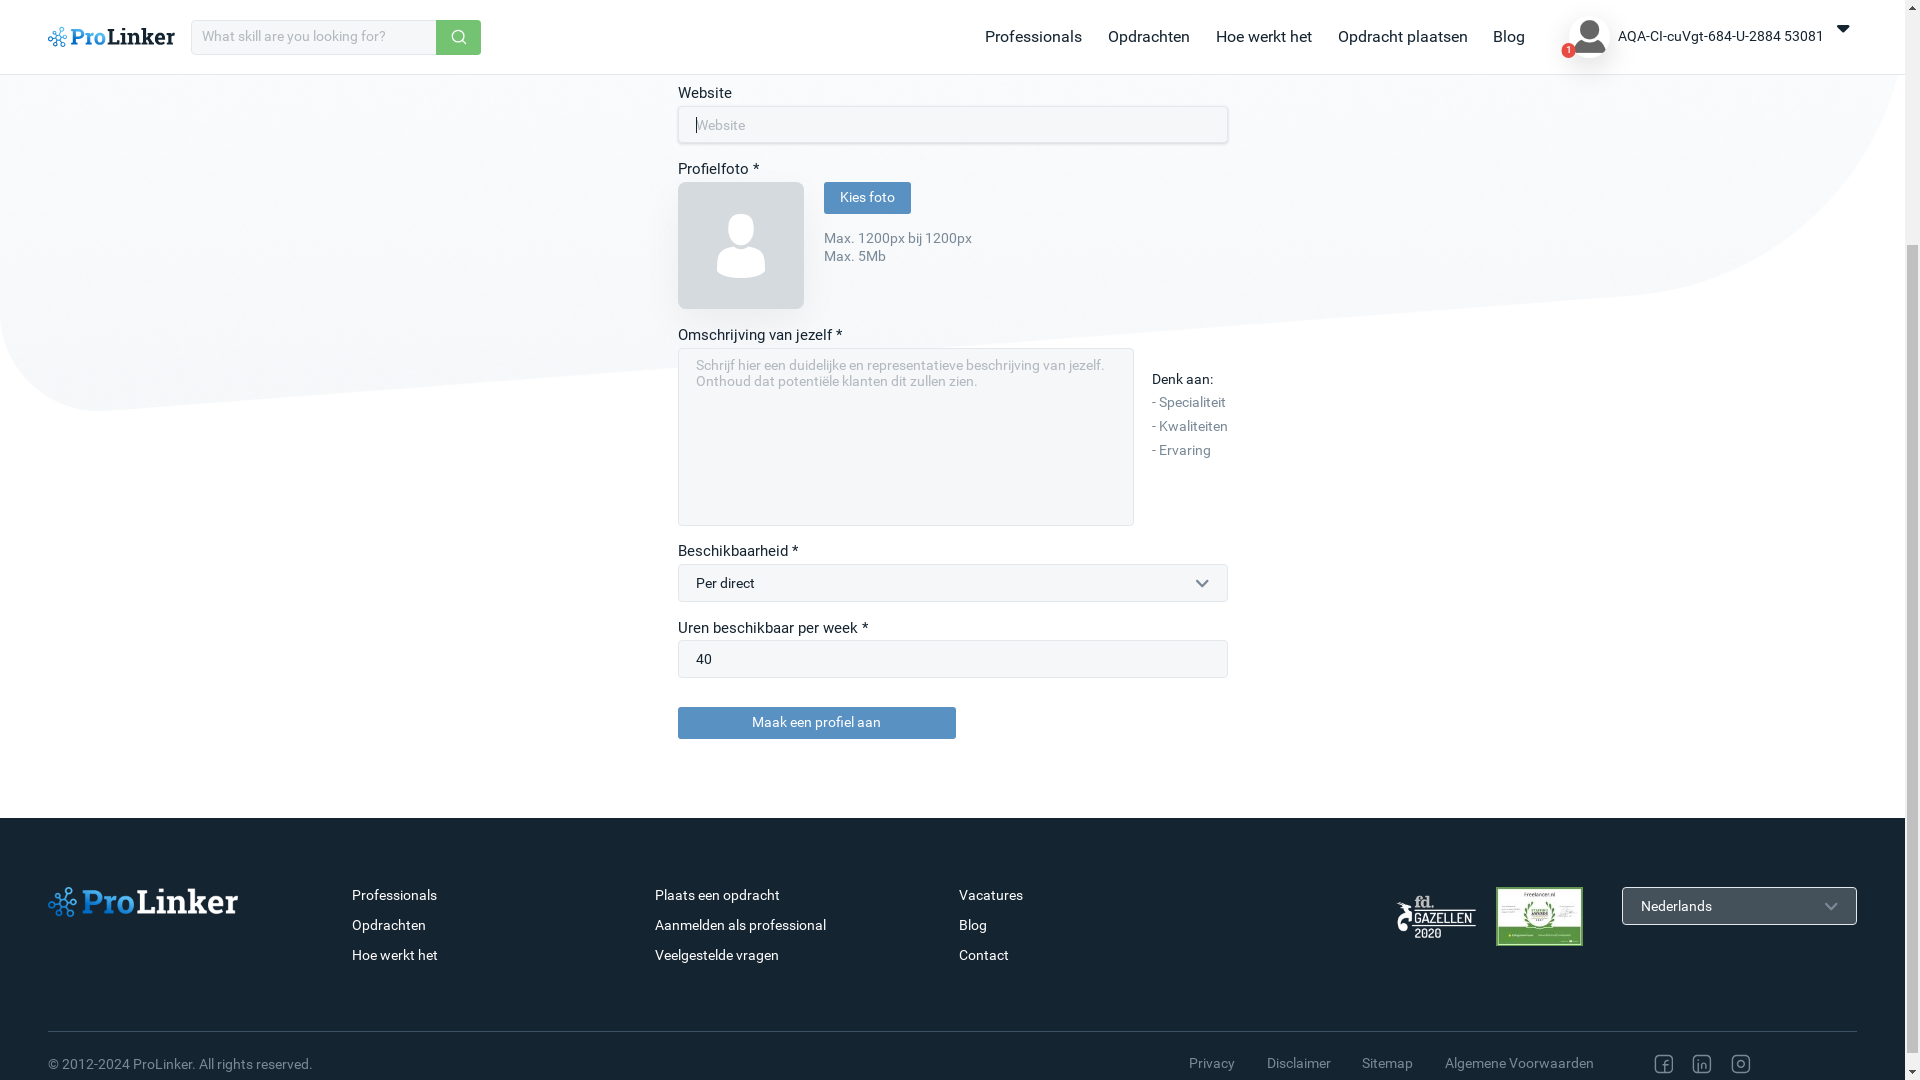 ProLinker
What skill are you looking for?
Professionals
Opdrachten
Hoe werkt het
Opdracht plaatsen
Blog
1
AQA-CI-cuVgt-684-U-2884 53081
Website
Website
Profielfoto *
Kies foto
Max. 1200px bij 1200px
Max. 5Mb
Omschrijving van jezelf *
Schrijf hier een duidelijke en representatieve beschrijving van jezelf.
Onthoud dat potentiële klanten dit zullen zien.
Denk aan:
- Specialiteit
- Kwaliteiten
- Ervaring
Beschikbaarheid *
Per direct
Uren beschikbaar per week *
40
Maak een profiel aan
ProLinker
Professionals
Opdrachten
Hoe werkt het
Plaats een opdracht
Aanmelden als professional
Veelgestelde vragen
Vacatures
Blog
Contact
fd.
GAZELLEN
2020
Freelancer.nl
Nederlands
© 2012-2024 ProLinker. All rights reserved.
Privacy
Disclaimer
Sitemap
Algemene Voorwaarden